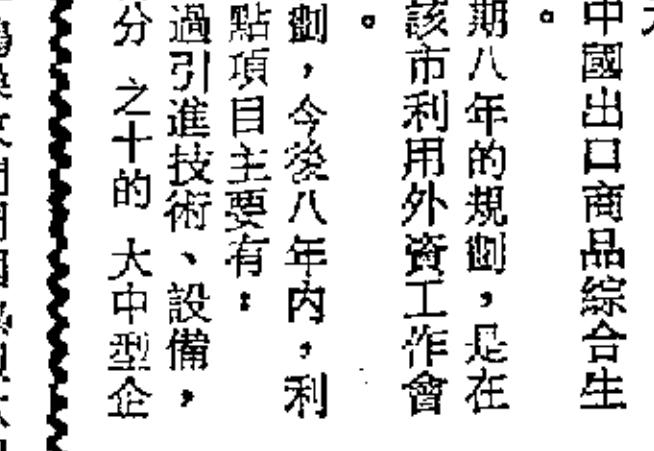 。中國出口商品綜合生
期八年的規劃，是在
該市利用外資工作會
。
劃，今後八年內，利
點項目主要有：
過引進技術、設備，
分之十的大中型企